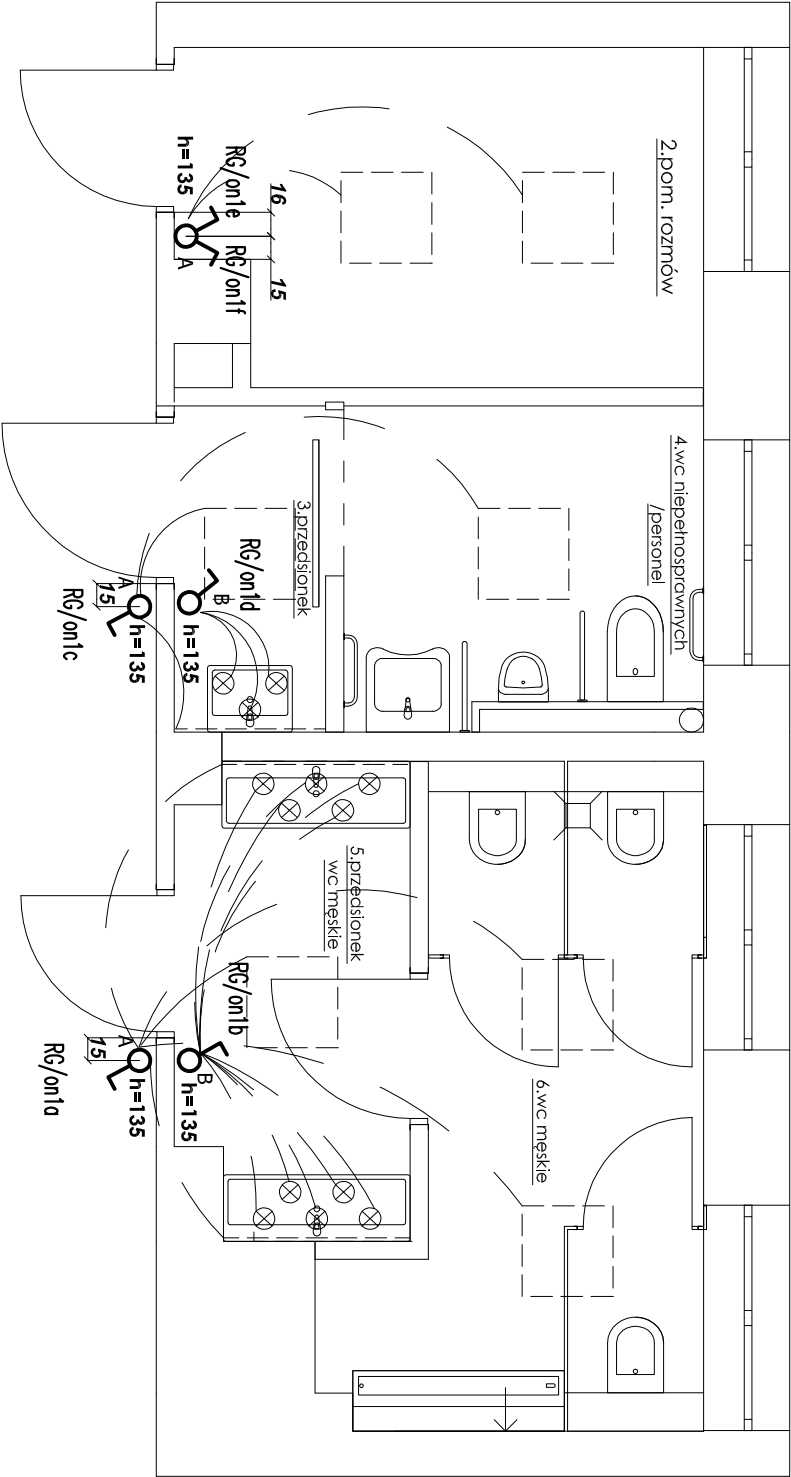 2.pom. rozmów
h=135
RG/on1e
16
A
RG/on1f
15
4.wc niepełnosprawnych
/personel
3.przedsionek
RG/on1d
B
h=135
A
15
h=135
RG/on1c
5.przedsionek
wc męskie
RG/on1b
B
h=135
A
15
h=135
RG/on1a
6.wc męskie